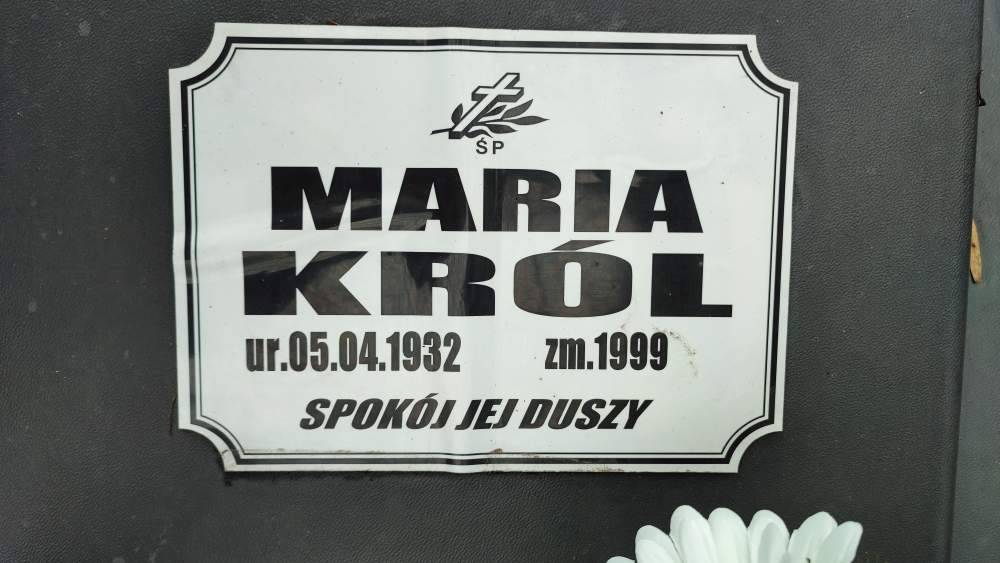 ŚP
MARIA
KRÓL
ur.05.04.1932 zm.1999
SPOKÓJ JEJ DUSZY